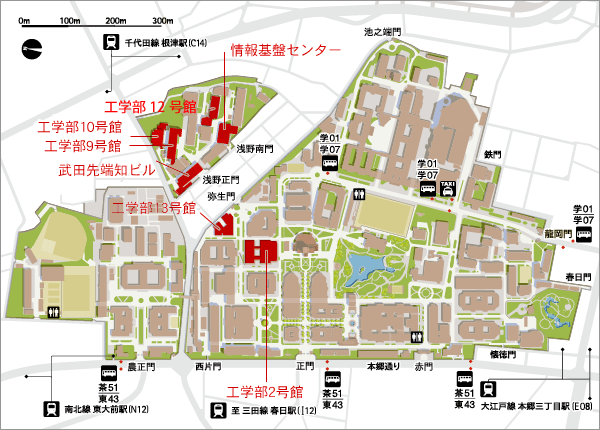 0m 100m 200m 300m
千代田線 根津駅(C14)
池之端門
情報基盤センター
工学部 12 号館
工学部10号館
工学部9号館
武田先端知ビル
浅野南門
浅野正門
弥生門
工学部13号館
学01
学07
学01
学07
TAXI
鉄門
学01
学07
龍岡門
春日門
工学部2号館
農正門
西片門
正門
本郷通り
赤門
懐徳門
茶51
東43
茶51
東43
茶51
東43
南北線 東大前駅(N12)
至 三田線 春日駅(I12)
大江戸線 本郷三丁目駅(E08)